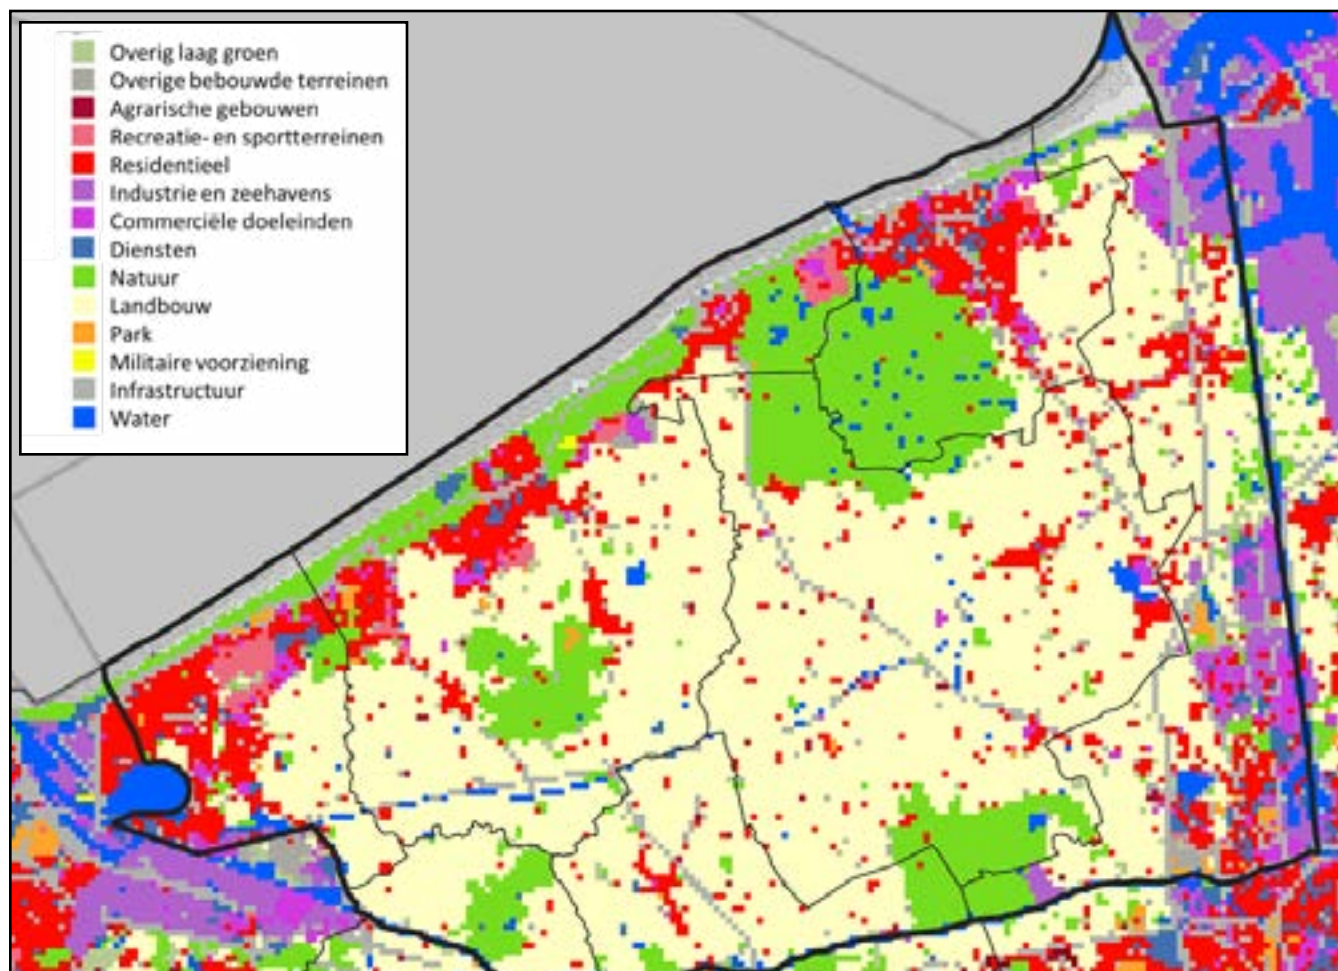 Overig laag groen
Overige bebouwde terreinen
Agrarische gebouwen
Recreatie- en sportterreinen
Residentieel
Industrie en zeehavens
Commerciële doeleinden
Diensten
Natuur
Landbouw
Park
Militaire voorziening
Infrastructuur
Water